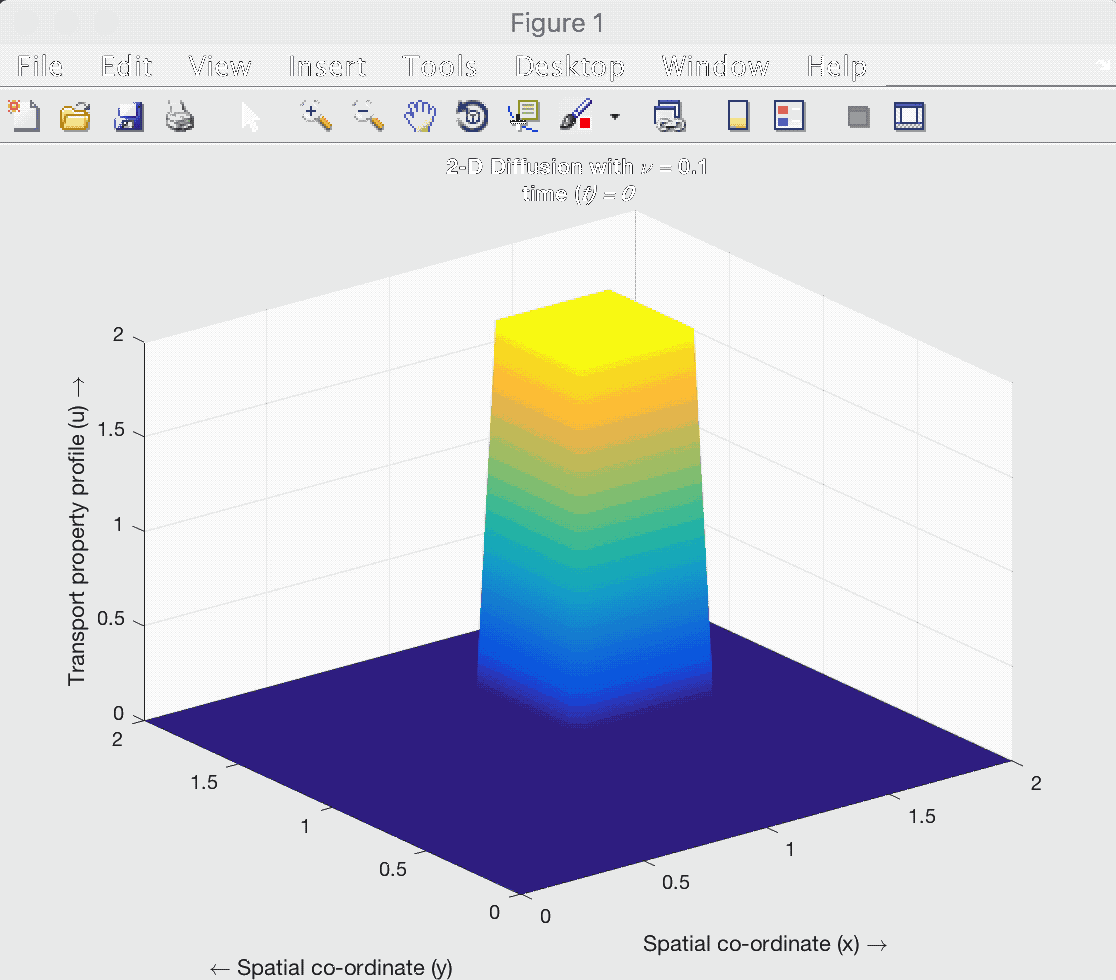 Figure 1
File Edit View Insert Tools Desktop Window Help
2-D Diffusion with ν = 0.1
time (t) = 0
Transport property profile (u) →
2
1.5
1
0.5
0
2
1.5
1
0.5
0
0
0.5
1
1.5
2
Spatial co-ordinate (x) →
← Spatial co-ordinate (y)